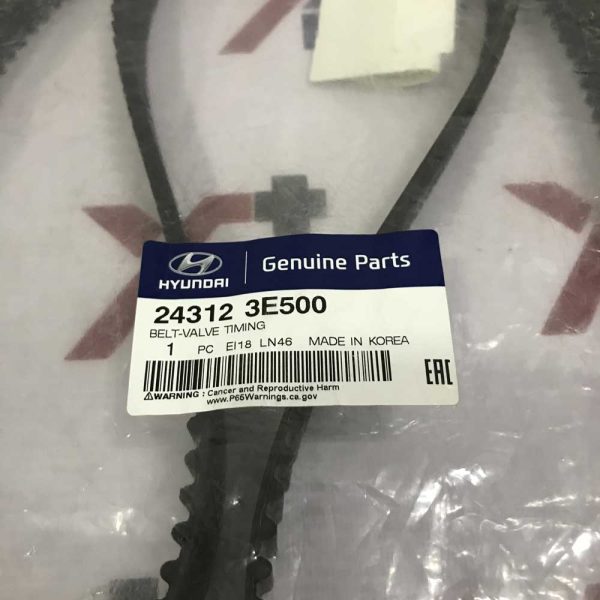 HYUNDAI
Genuine Parts
24312 3E500
BELT-VALVE TIMING
1 PC EI18 LN46 MADE IN KOREA
EAC
⚠WARNING : Cancer and Reproductive Harm
www.P65Warnings.ca.gov